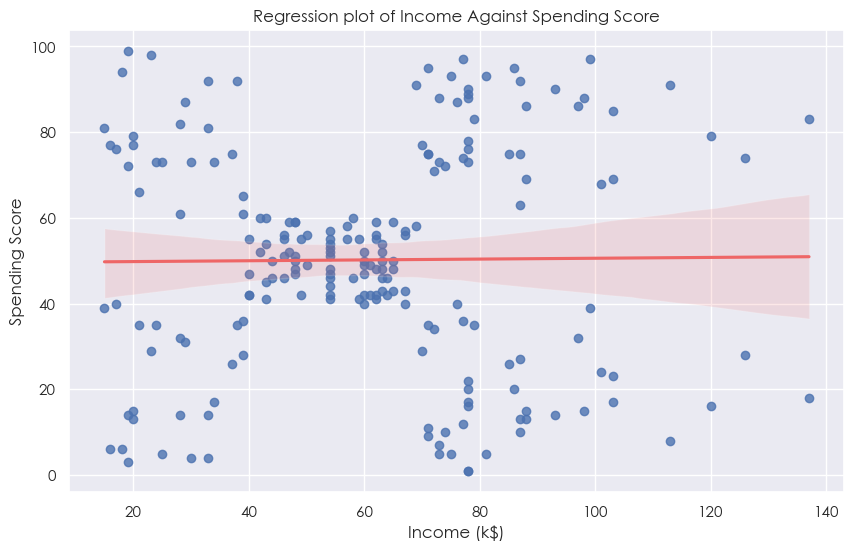 Regression plot of Income Against Spending Score
100
80
60
40
20
0
Spending Score
20 40 60 80 100 120 140
Income (k$)